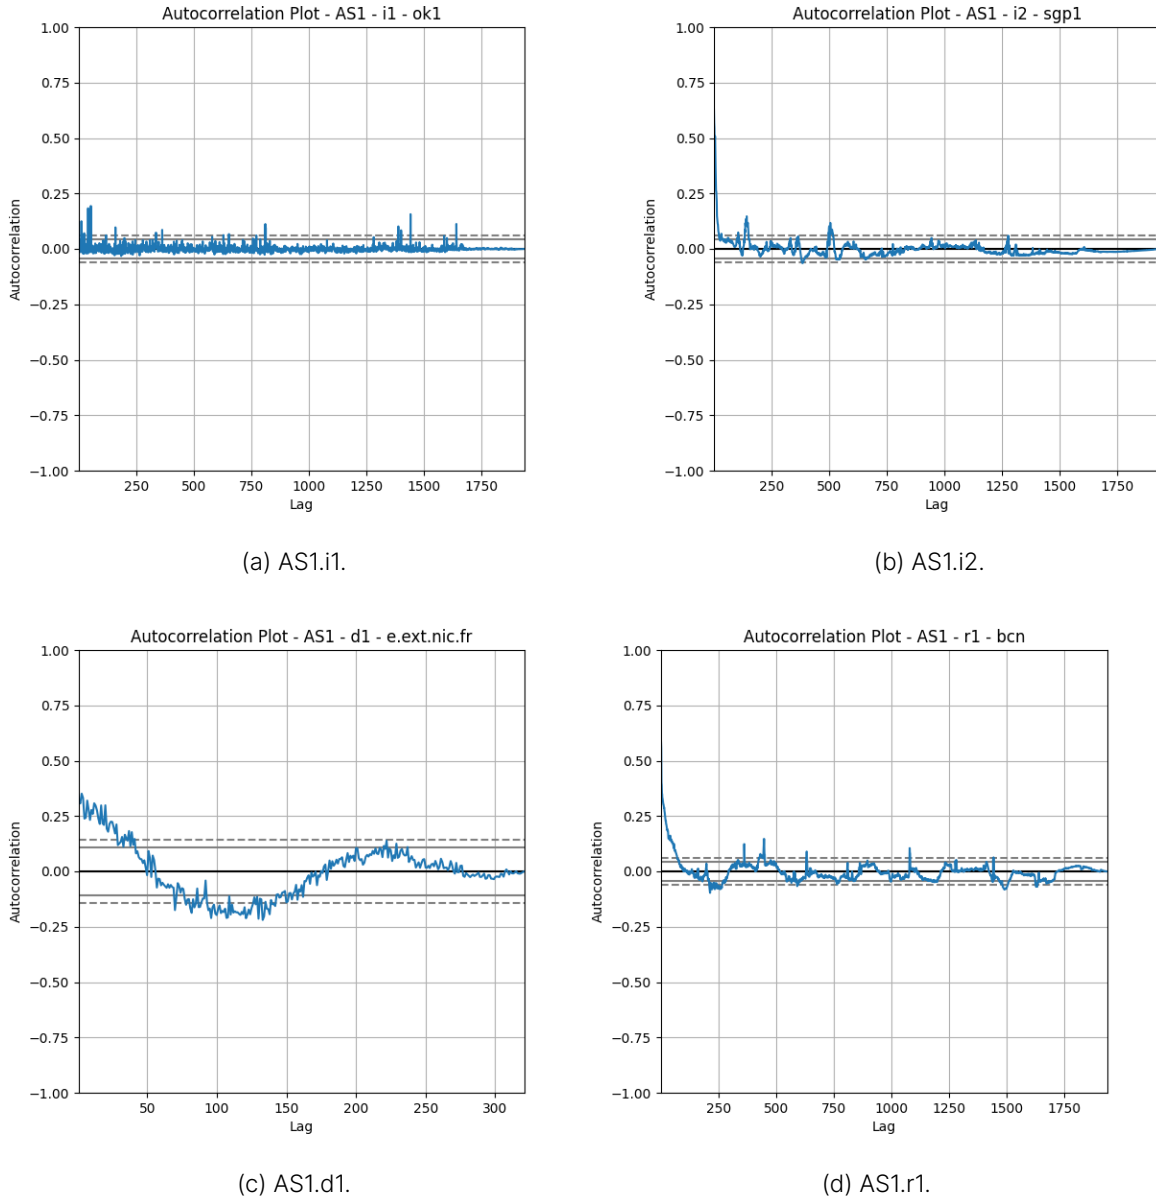 Autocorrelation Plot - AS1 - i1 - ok1
1.00
0.75
0.50
0.25
0.00
−0.25
−0.50
−0.75
−1.00
Autocorrelation
250 500 750 1000 1250 1500 1750
Lag
(a) AS1.i1.
Autocorrelation Plot - AS1 - i2 - sgp1
1.00
0.75
0.50
0.25
0.00
−0.25
−0.50
−0.75
−1.00
Autocorrelation
250 500 750 1000 1250 1500 1750
Lag
(b) AS1.i2.
Autocorrelation Plot - AS1 - d1 - e.ext.nic.fr
1.00
0.75
0.50
0.25
0.00
−0.25
−0.50
−0.75
−1.00
Autocorrelation
50 100 150 200 250 300
Lag
(c) AS1.d1.
Autocorrelation Plot - AS1 - r1 - bcn
1.00
0.75
0.50
0.25
0.00
−0.25
−0.50
−0.75
−1.00
Autocorrelation
250 500 750 1000 1250 1500 1750
Lag
(d) AS1.r1.